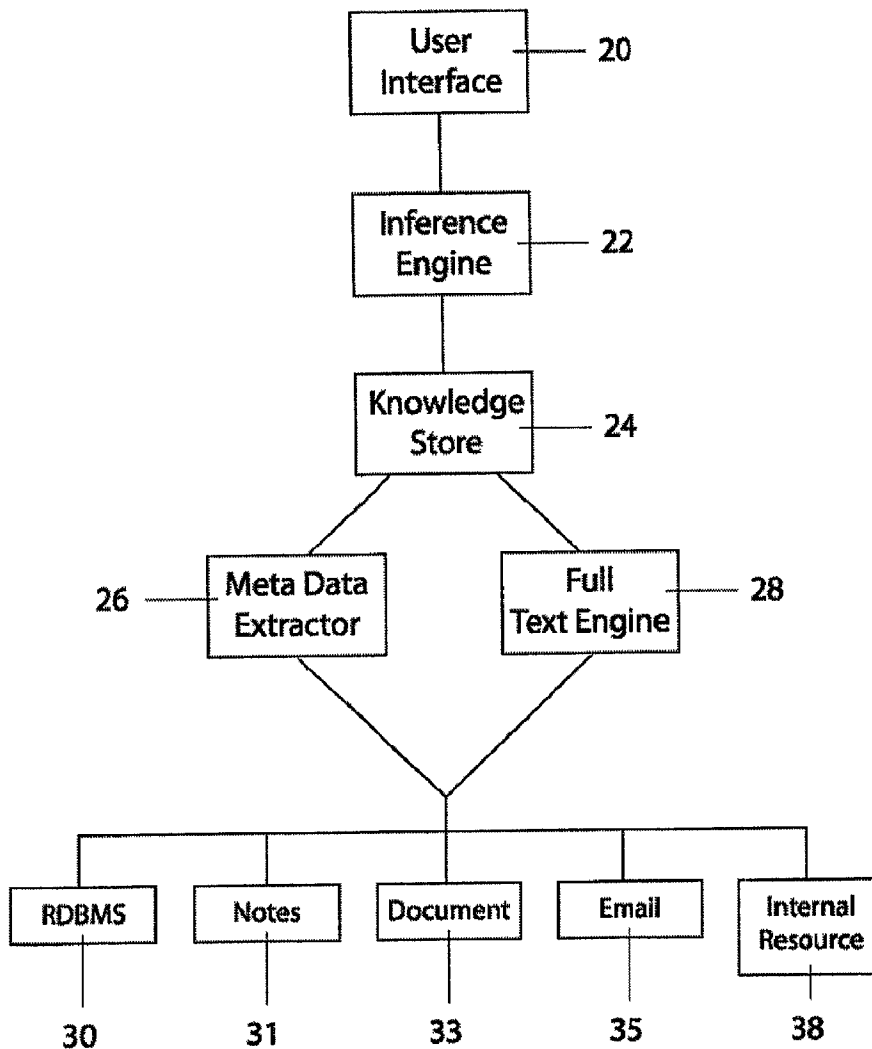 User
Interface
20
Inference
Engine
22
Knowledge
Store
24
26
Meta Data
Extractor
Full
Text Engine
28
RDBMS
Notes
Document
Email
Internal
Resource
30
31
33
35
38